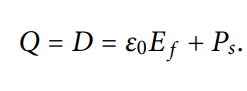 Q = D = ε₀E_f + P_s.